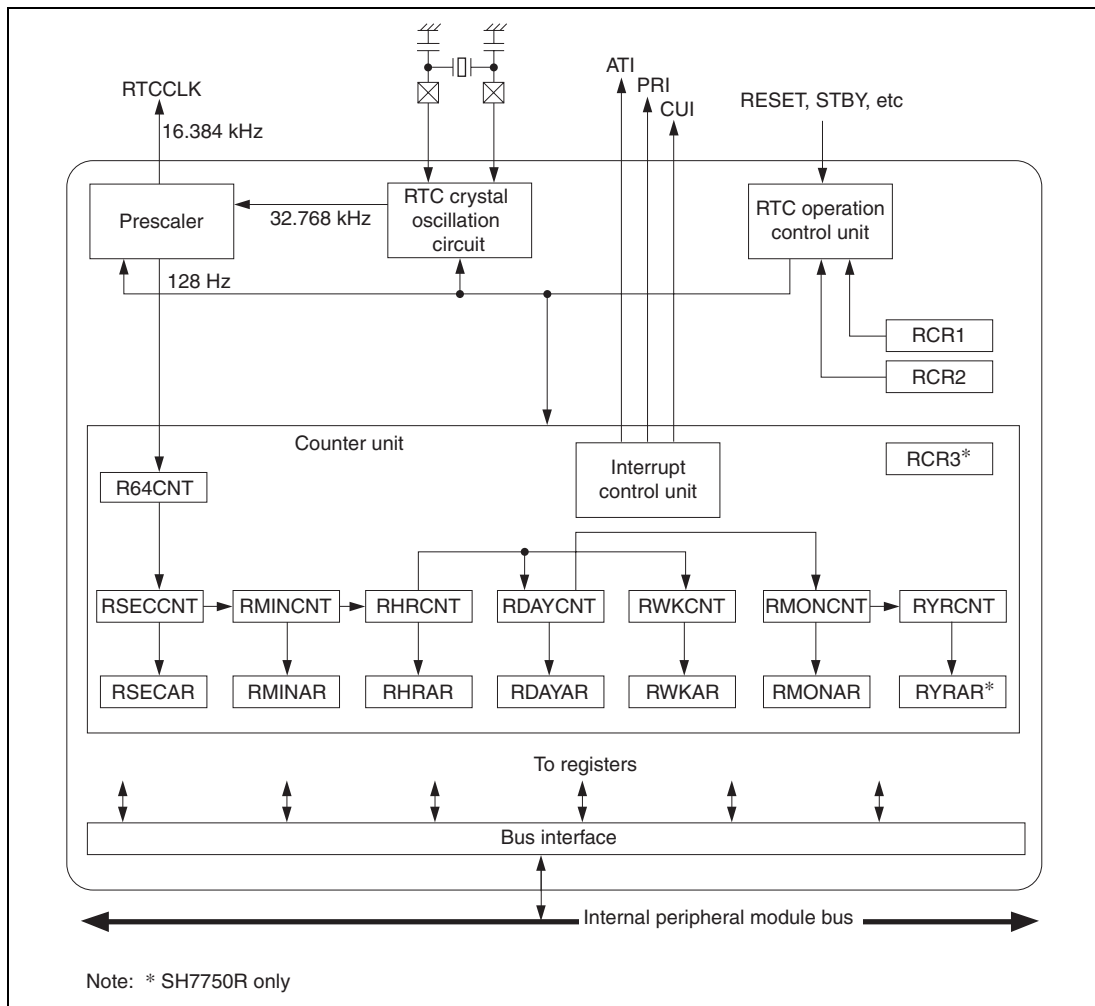 ATI
PRI
CUI
RTCCLK
16.384 kHz
RESET, STBY, etc
Prescaler
32.768 kHz
RTC crystal
oscillation
circuit
RTC operation
control unit
128 Hz
RCR1
RCR2
Counter unit
Interrupt
control unit
RCR3*
R64CNT
RSECCNT
RMINCNT
RHRCNT
RDAYCNT
RWKCNT
RMONCNT
RYRCNT
RSECAR
RMINAR
RHRAR
RDAYAR
RWKAR
RMONAR
RYRAR*
To registers
Bus interface
Internal peripheral module bus
Note: * SH7750R only